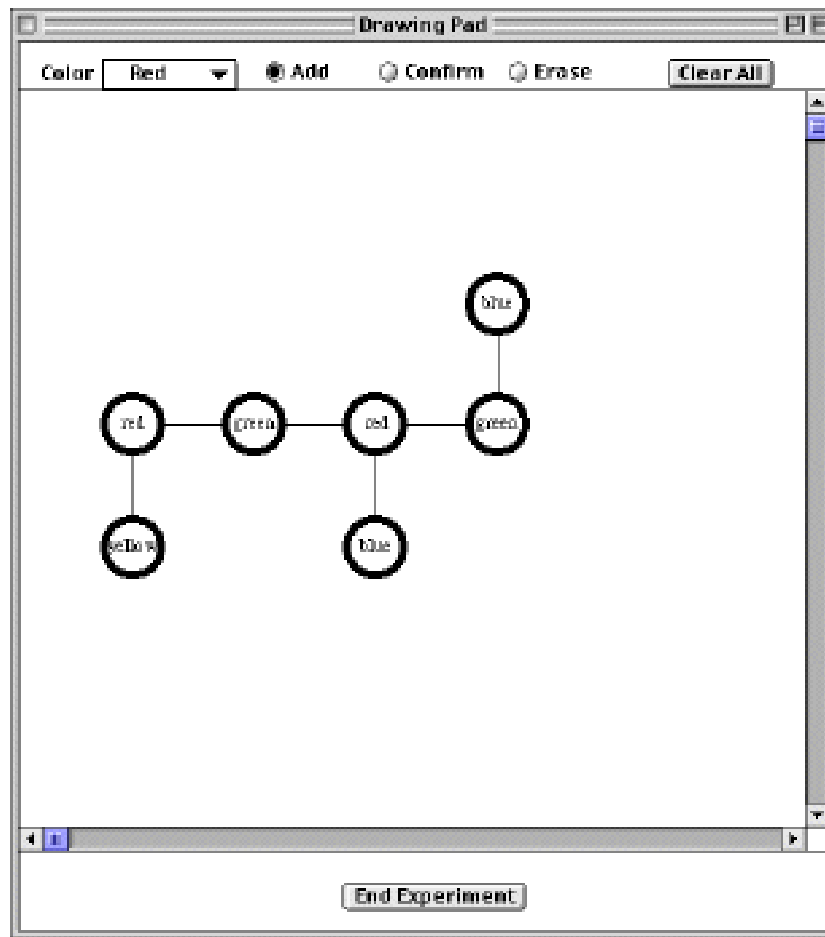 Drawing Pad
Color Red Add Confirm Erase Clear All
blue
red green red green
yellow blue
End Experiment